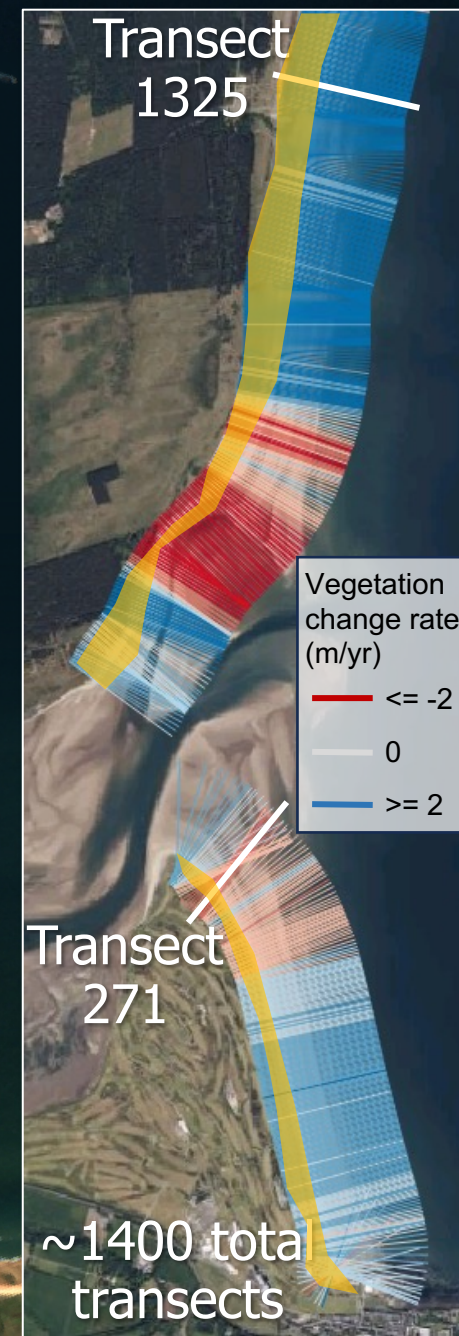 Transect
1325
Vegetation
change rate
(m/yr)
<= -2
0
>= 2
Transect
271
~1400 total
transects